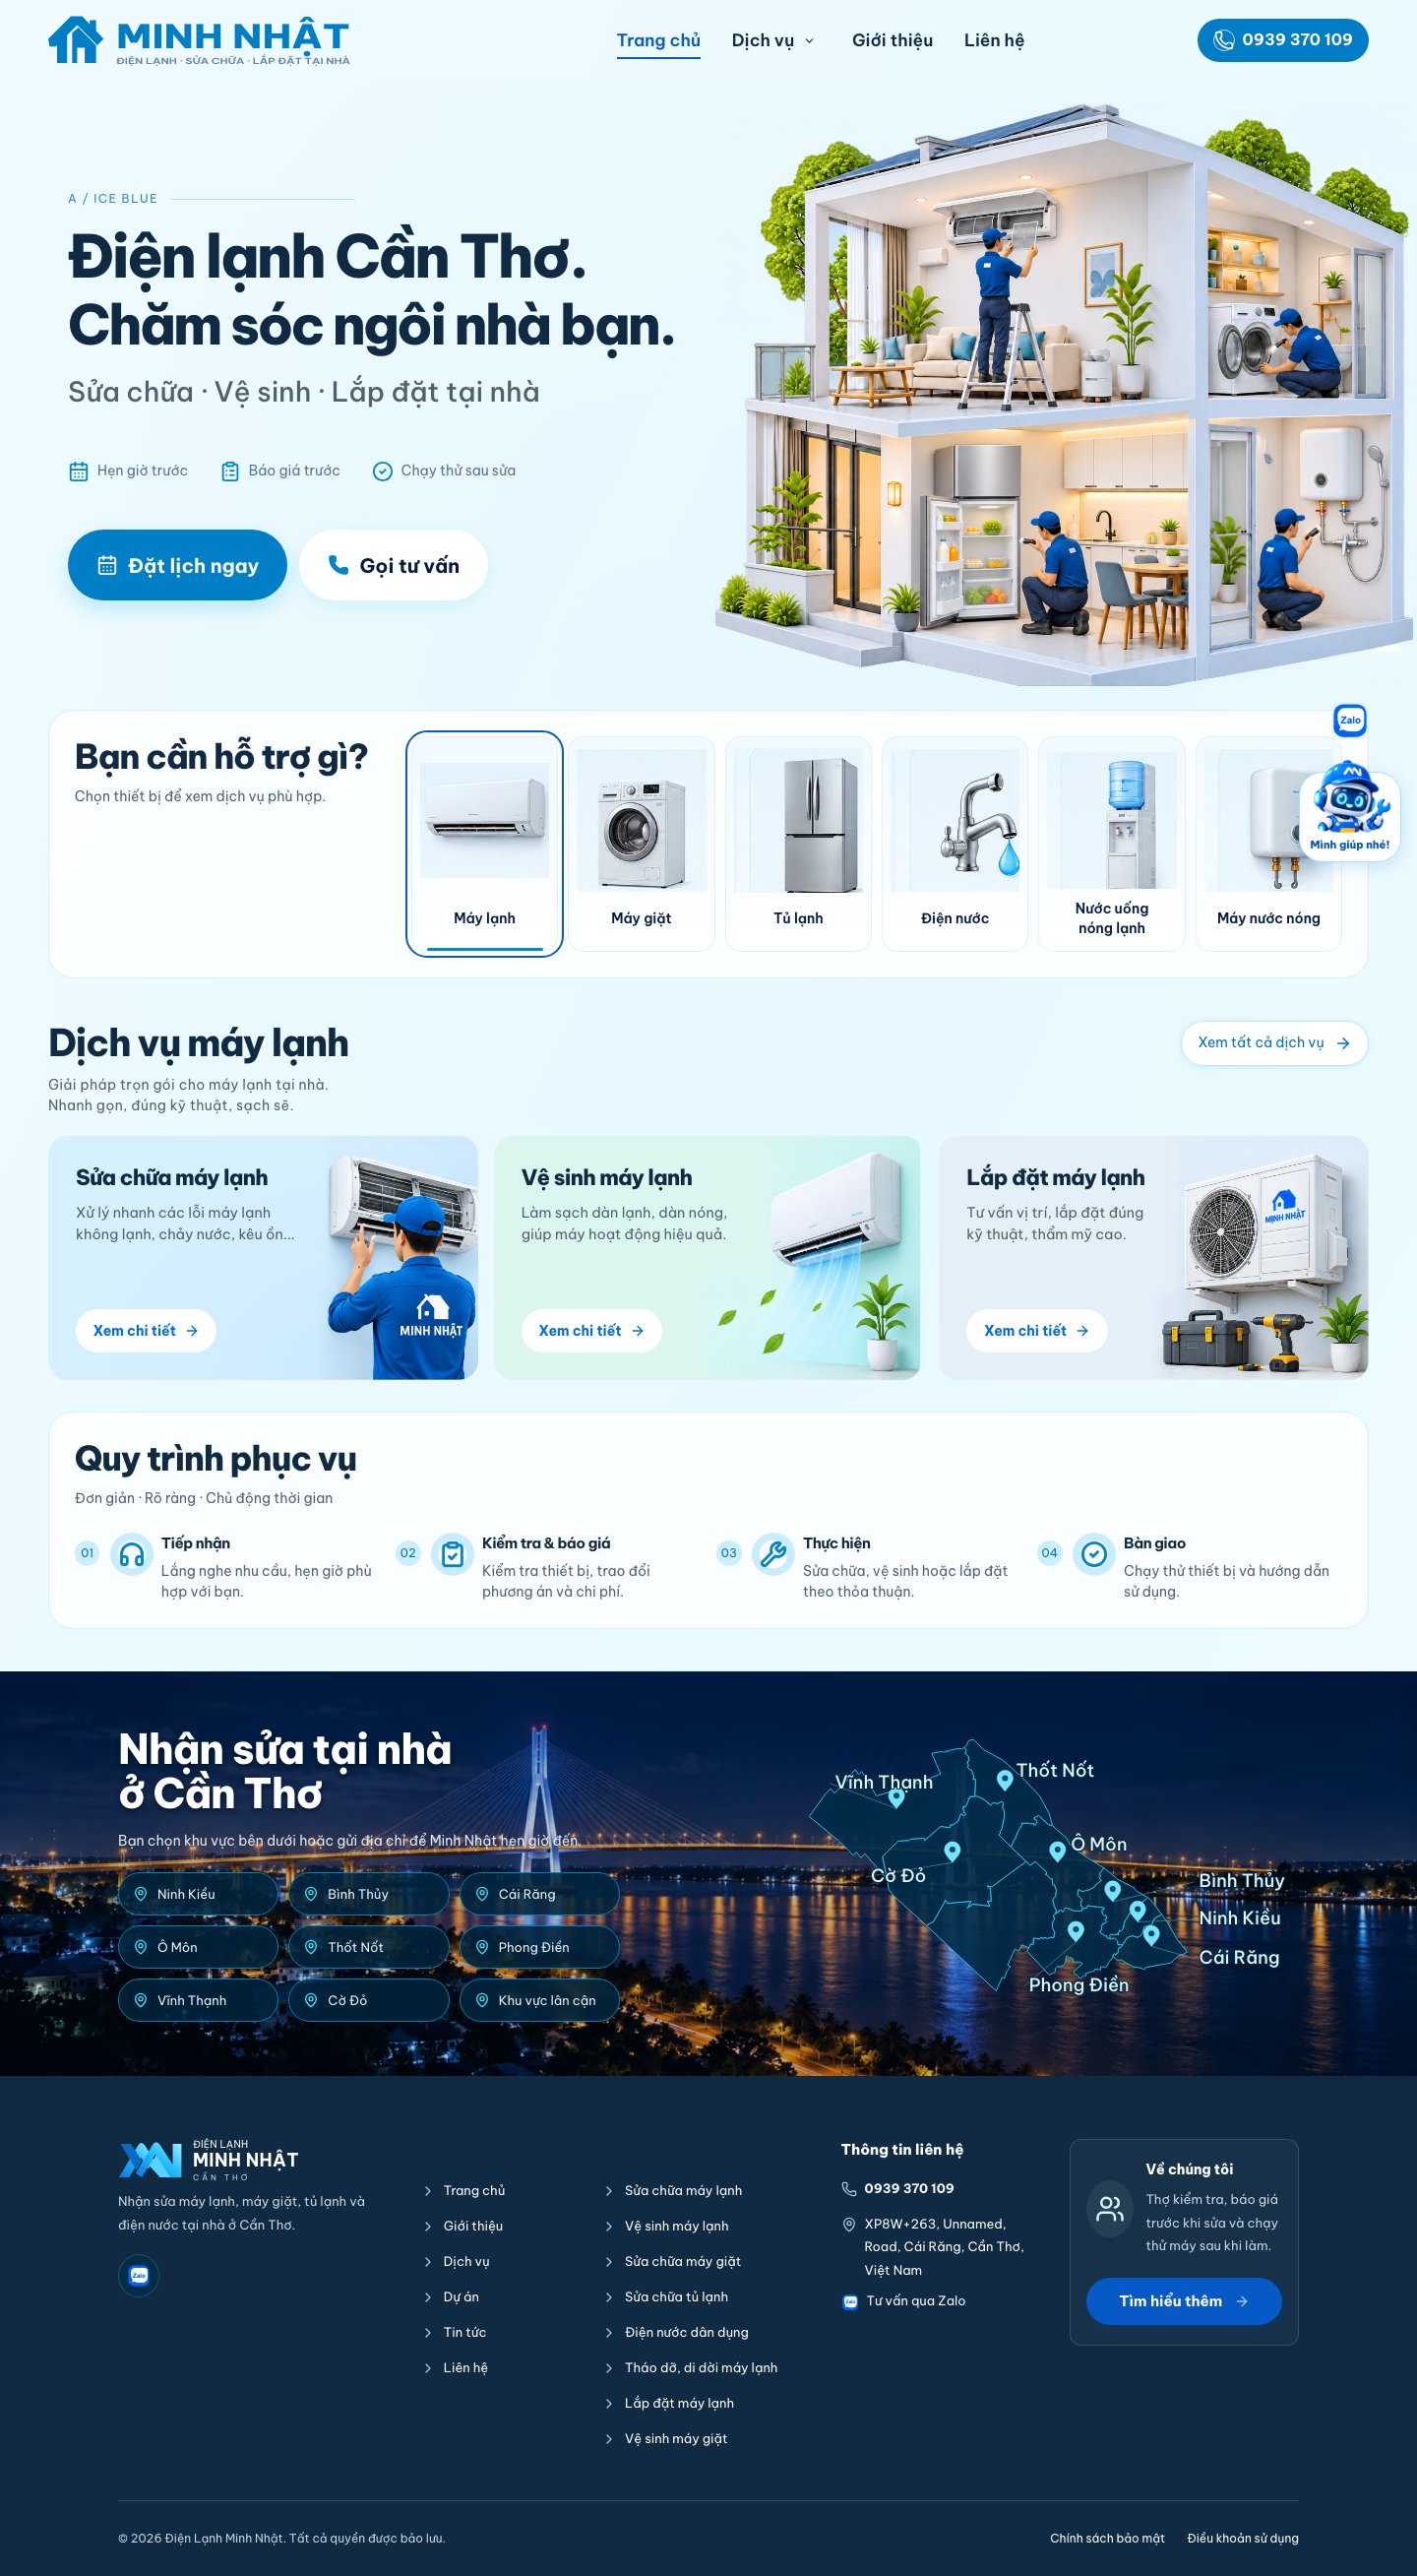 MINH NHẬT
ĐIỆN LẠNH · SỬA CHỮA · LẮP ĐẶT TẠI NHÀ
Trang chủ
Dịch vụ
Giới thiệu
Liên hệ
0939 370 109
A / ICE BLUE
Điện lạnh Cần Thơ.
Chăm sóc ngôi nhà bạn.
Sửa chữa · Vệ sinh · Lắp đặt tại nhà
Hẹn giờ trước
Báo giá trước
Chạy thử sau sửa
Đặt lịch ngay
Gọi tư vấn
Bạn cần hỗ trợ gì?
Chọn thiết bị để xem dịch vụ phù hợp.
Máy lạnh
Máy giặt
Tủ lạnh
Điện nước
Nước uống
nóng lạnh
Máy nước nóng
Zalo
Mình giúp nhé!
Dịch vụ máy lạnh
Giải pháp trọn gói cho máy lạnh tại nhà.
Nhanh gọn, đúng kỹ thuật, sạch sẽ.
Xem tất cả dịch vụ
Sửa chữa máy lạnh
Xử lý nhanh các lỗi máy lạnh
không lạnh, chảy nước, kêu ồn...
Xem chi tiết
MINH NHẬT
Vệ sinh máy lạnh
Làm sạch dàn lạnh, dàn nóng,
giúp máy hoạt động hiệu quả.
Xem chi tiết
Lắp đặt máy lạnh
Tư vấn vị trí, lắp đặt đúng
kỹ thuật, thẩm mỹ cao.
Xem chi tiết
MINH NHẬT
Quy trình phục vụ
Đơn giản · Rõ ràng · Chủ động thời gian
01
Tiếp nhận
Lắng nghe nhu cầu, hẹn giờ phù
hợp với bạn.
02
Kiểm tra & báo giá
Kiểm tra thiết bị, trao đổi
phương án và chi phí.
03
Thực hiện
Sửa chữa, vệ sinh hoặc lắp đặt
theo thỏa thuận.
04
Bàn giao
Chạy thử thiết bị và hướng dẫn
sử dụng.
Nhận sửa tại nhà
ở Cần Thơ
Bạn chọn khu vực bên dưới hoặc gửi địa chỉ để Minh Nhật hẹn giờ đến.
Ninh Kiều
Bình Thủy
Cái Răng
Ô Môn
Thốt Nốt
Phong Điền
Vĩnh Thạnh
Cờ Đỏ
Khu vực lân cận
Vĩnh Thạnh
Thốt Nốt
Ô Môn
Cờ Đỏ
Bình Thủy
Ninh Kiều
Cái Răng
Phong Điền
ĐIỆN LẠNH
MINH NHẬT
CẦN THƠ
Nhận sửa máy lạnh, máy giặt, tủ lạnh và
điện nước tại nhà ở Cần Thơ.
Zalo
Trang chủ
Giới thiệu
Dịch vụ
Dự án
Tin tức
Liên hệ
Sửa chữa máy lạnh
Vệ sinh máy lạnh
Sửa chữa máy giặt
Sửa chữa tủ lạnh
Điện nước dân dụng
Tháo dỡ, di dời máy lạnh
Lắp đặt máy lạnh
Vệ sinh máy giặt
Thông tin liên hệ
0939 370 109
XP8W+263, Unnamed,
Road, Cái Răng, Cần Thơ,
Việt Nam
Zalo
Tư vấn qua Zalo
Về chúng tôi
Thợ kiểm tra, báo giá
trước khi sửa và chạy
thử máy sau khi làm.
Tìm hiểu thêm
© 2026 Điện Lạnh Minh Nhật. Tất cả quyền được bảo lưu.
Chính sách bảo mật
Điều khoản sử dụng